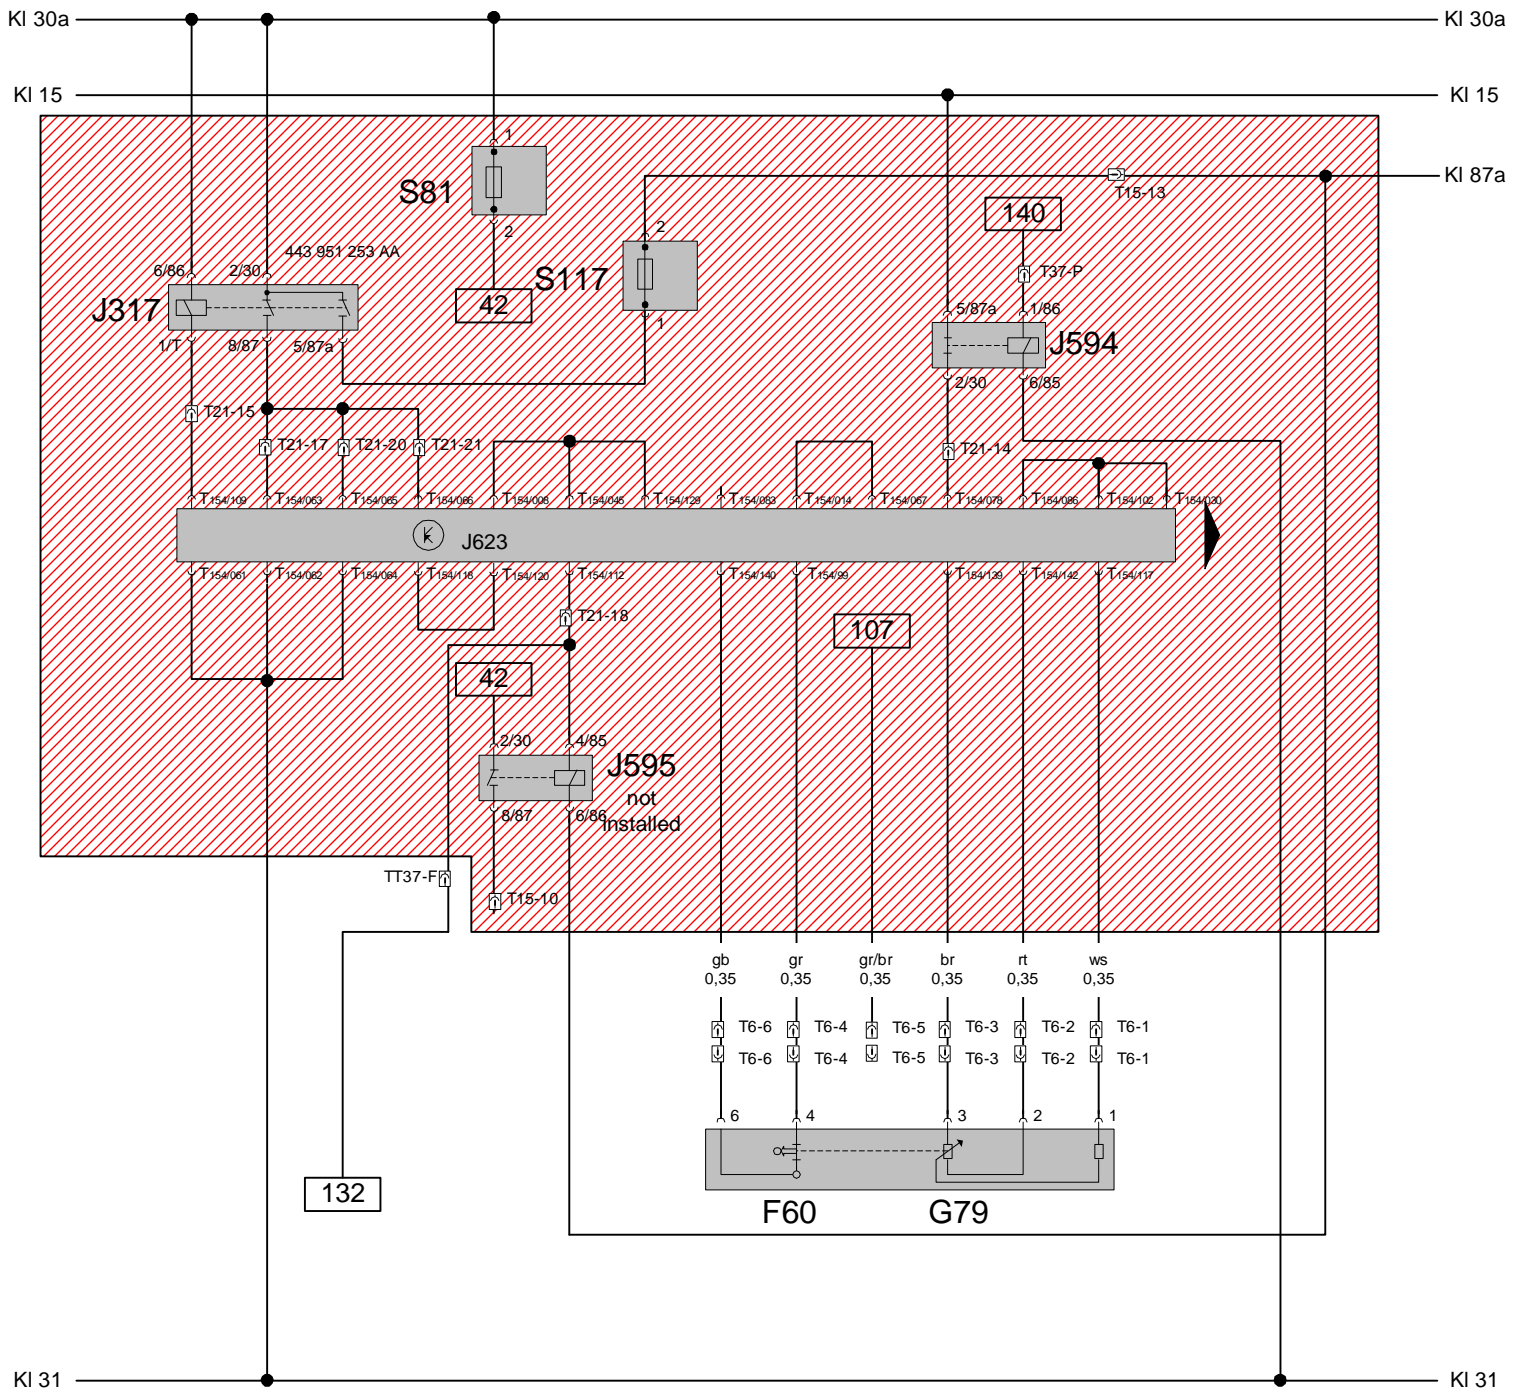 Kl 30a Kl 30a
Kl 15 Kl 15
1
S81
Kl 87a
T15-13
140
2 2
443 951 253 AA
6/86 2/30 T37-P
S117
42
J317 5/87a 1/86
1
1/T 8/87 5/87a J594
2/30 6/85
T21-15
T21-17 T21-20 T21-21 T21-14
T154/109 T154/063 T154/065 T154/066 T154/008 T154/045 T154/129 T154/083 T154/014 T154/067 T154/078 T154/086 T154/102 T154/030
J623
T154/061 T154/062 T154/064 T154/118 T154/120 T154/112 T154/140 T154/99 T154/139 T154/142 T154/117
T21-18
107
42
2/30 4/85
J595
not
8/87 6/86 installed
TT37-F
T15-10
gb gr gr/br br rt ws
0,35 0,35 0,35 0,35 0,35 0,35
T6-6 T6-4 T6-5 T6-3 T6-2 T6-1
T6-6 T6-4 T6-5 T6-3 T6-2 T6-1
6 4 3 2 1
132
F60 G79
Kl 31 Kl 31